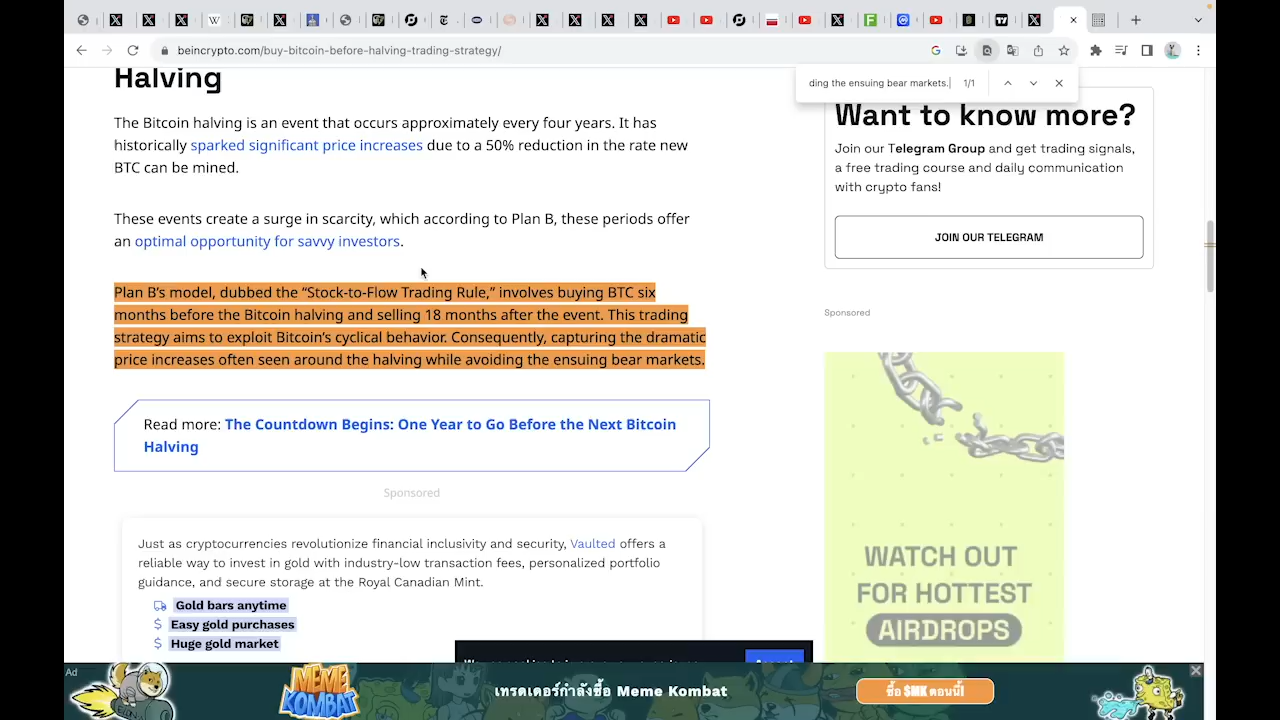 beincrypto.com/buy-bitcoin-before-halving-trading-strategy/
ding the ensuing bear markets.
1/1
Halving
The Bitcoin halving is an event that occurs approximately every four years. It has
historically sparked significant price increases due to a 50% reduction in the rate new
BTC can be mined.
These events create a surge in scarcity, which according to Plan B, these periods offer
an optimal opportunity for savvy investors.
Plan B’s model, dubbed the “Stock-to-Flow Trading Rule,” involves buying BTC six
months before the Bitcoin halving and selling 18 months after the event. This trading
strategy aims to exploit Bitcoin’s cyclical behavior. Consequently, capturing the dramatic
price increases often seen around the halving while avoiding the ensuing bear markets.
Read more: The Countdown Begins: One Year to Go Before the Next Bitcoin
Halving
Sponsored
Just as cryptocurrencies revolutionize financial inclusivity and security, Vaulted offers a
reliable way to invest in gold with industry-low transaction fees, personalized portfolio
guidance, and secure storage at the Royal Canadian Mint.
Gold bars anytime
$ Easy gold purchases
$ Huge gold market
Want to know more?
Join our Telegram Group and get trading signals,
a free trading course and daily communication
with crypto fans!
JOIN OUR TELEGRAM
Sponsored
WATCH OUT
FOR HOTTEST
AIRDROPS
Ad
MEME
KOMBAT
เทรดเดอร์กำลังซื้อ Meme Kombat
ซื้อ $MK ตอนนี้!